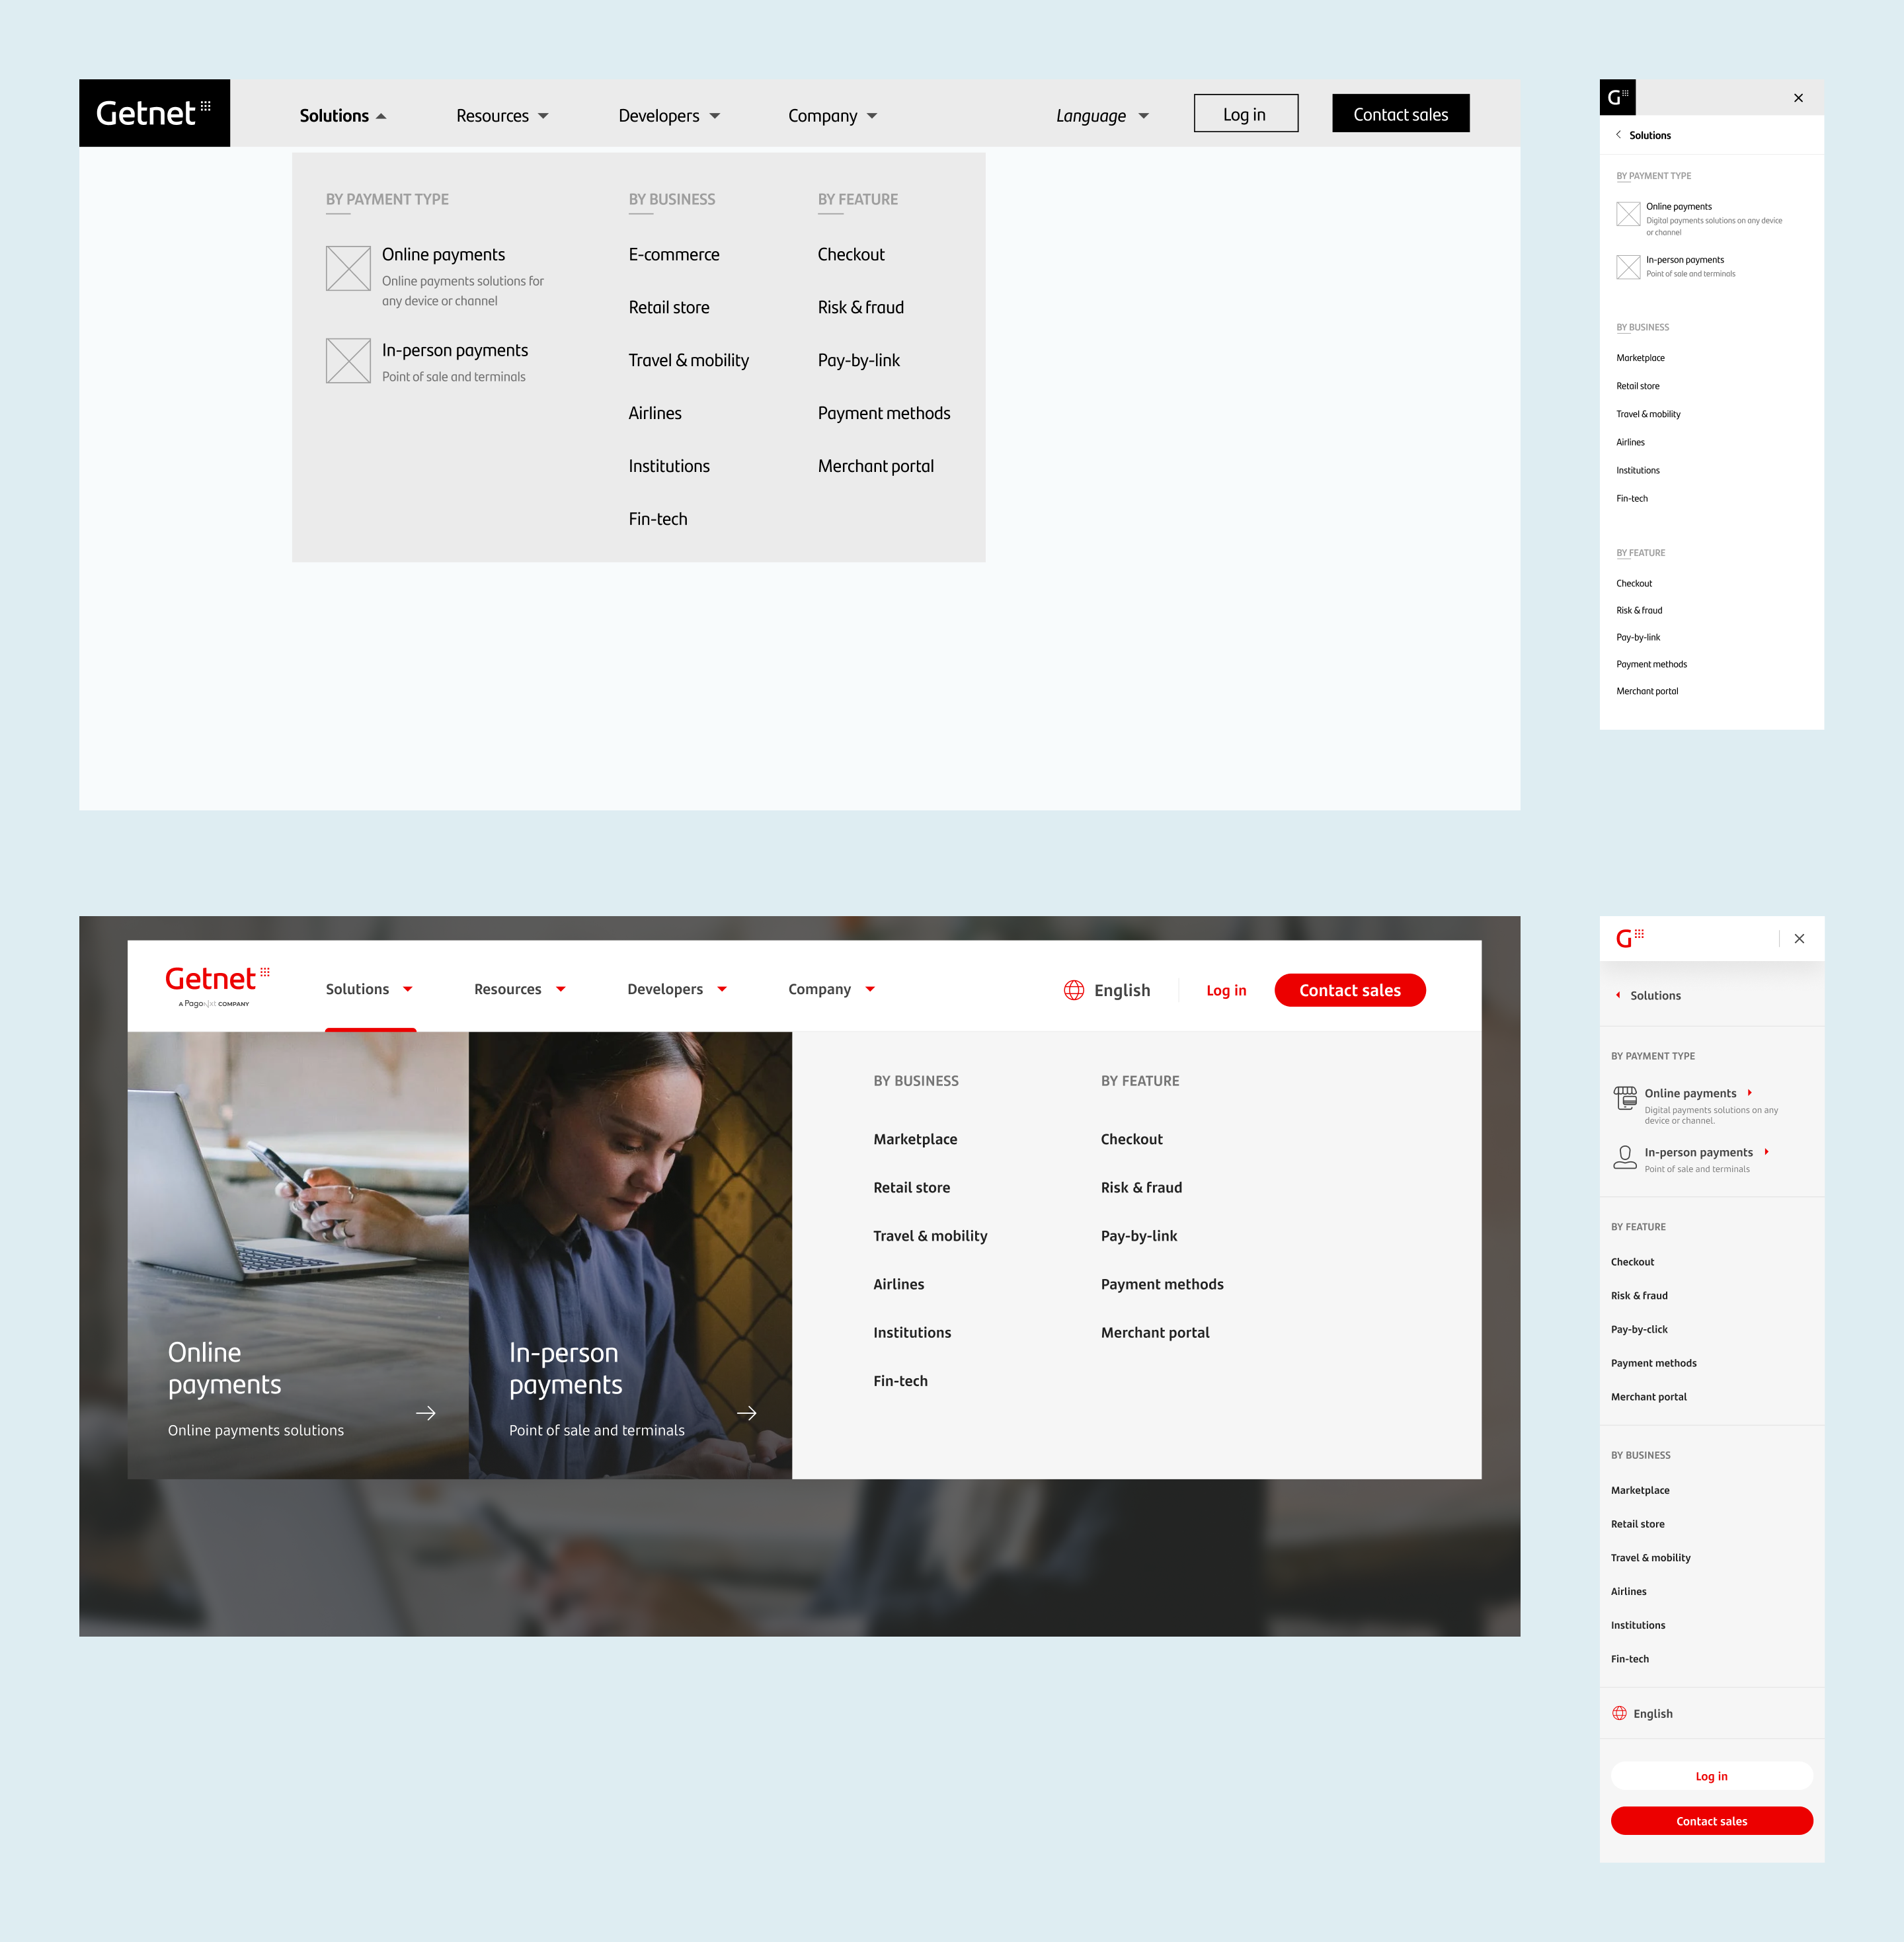 Getnet
Solutions
Resources
Developers
Company
Language
Log in
Contact sales
BY PAYMENT TYPE
Online payments
Online payments solutions for
any device or channel
In-person payments
Point of sale and terminals
BY BUSINESS
E-commerce
Retail store
Travel & mobility
Airlines
Institutions
Fin-tech
BY FEATURE
Checkout
Risk & fraud
Pay-by-link
Payment methods
Merchant portal
G
Solutions
BY PAYMENT TYPE
Online payments
Digital payments solutions on any device
or channel
In-person payments
Point of sale and terminals
BY BUSINESS
Marketplace
Retail store
Travel & mobility
Airlines
Institutions
Fin-tech
BY FEATURE
Checkout
Risk & fraud
Pay-by-link
Payment methods
Merchant portal
Getnet
A PagoNxt COMPANY
Solutions
Resources
Developers
Company
English
Log in
Contact sales
Online
payments
Online payments solutions
In-person
payments
Point of sale and terminals
BY BUSINESS
Marketplace
Retail store
Travel & mobility
Airlines
Institutions
Fin-tech
BY FEATURE
Checkout
Risk & fraud
Pay-by-link
Payment methods
Merchant portal
G
Solutions
BY PAYMENT TYPE
Online payments
Digital payments solutions on any
device or channel.
In-person payments
Point of sale and terminals
BY FEATURE
Checkout
Risk & fraud
Pay-by-click
Payment methods
Merchant portal
BY BUSINESS
Marketplace
Retail store
Travel & mobility
Airlines
Institutions
Fin-tech
English
Log in
Contact sales